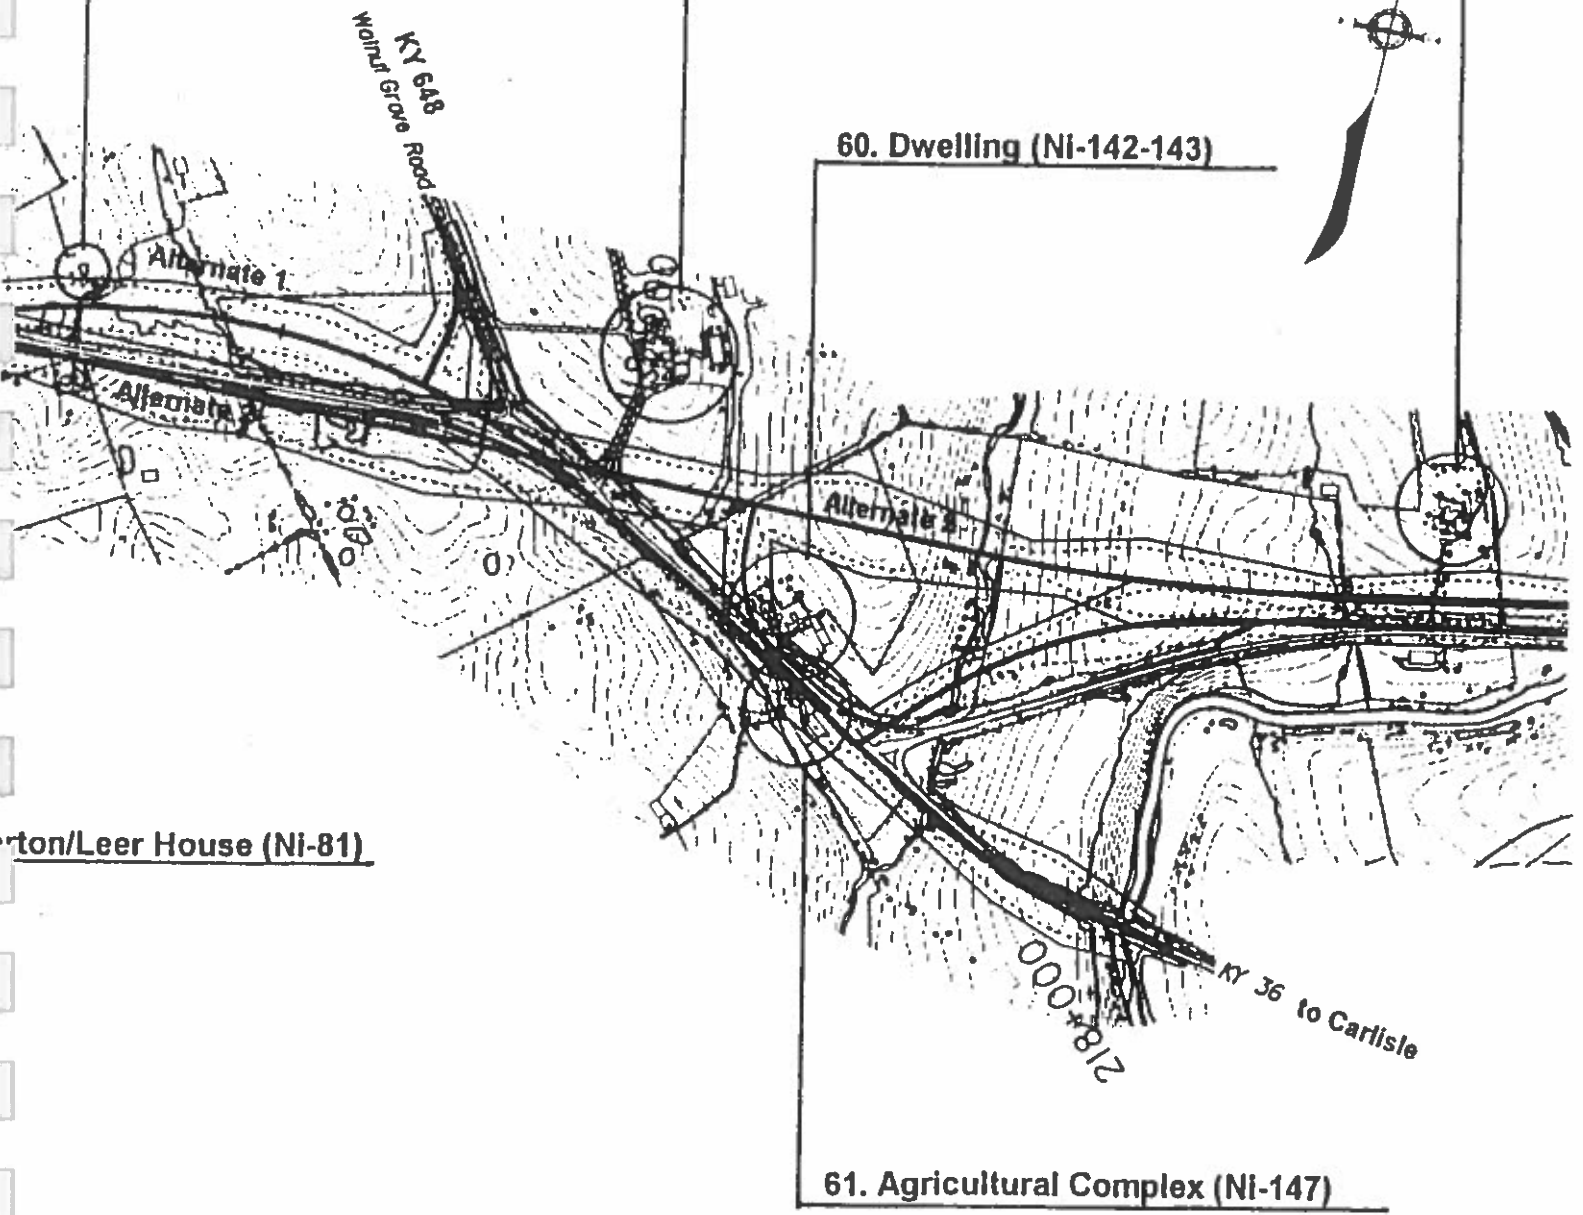 KY 648
Walnut Grove Road
60. Dwelling (Ni-142-143)
Alternate 1
Alternate
Alternate 2
rton/Leer House (Ni-81)
218+000
KY 36 to Carlisle
61. Agricultural Complex (Ni-147)